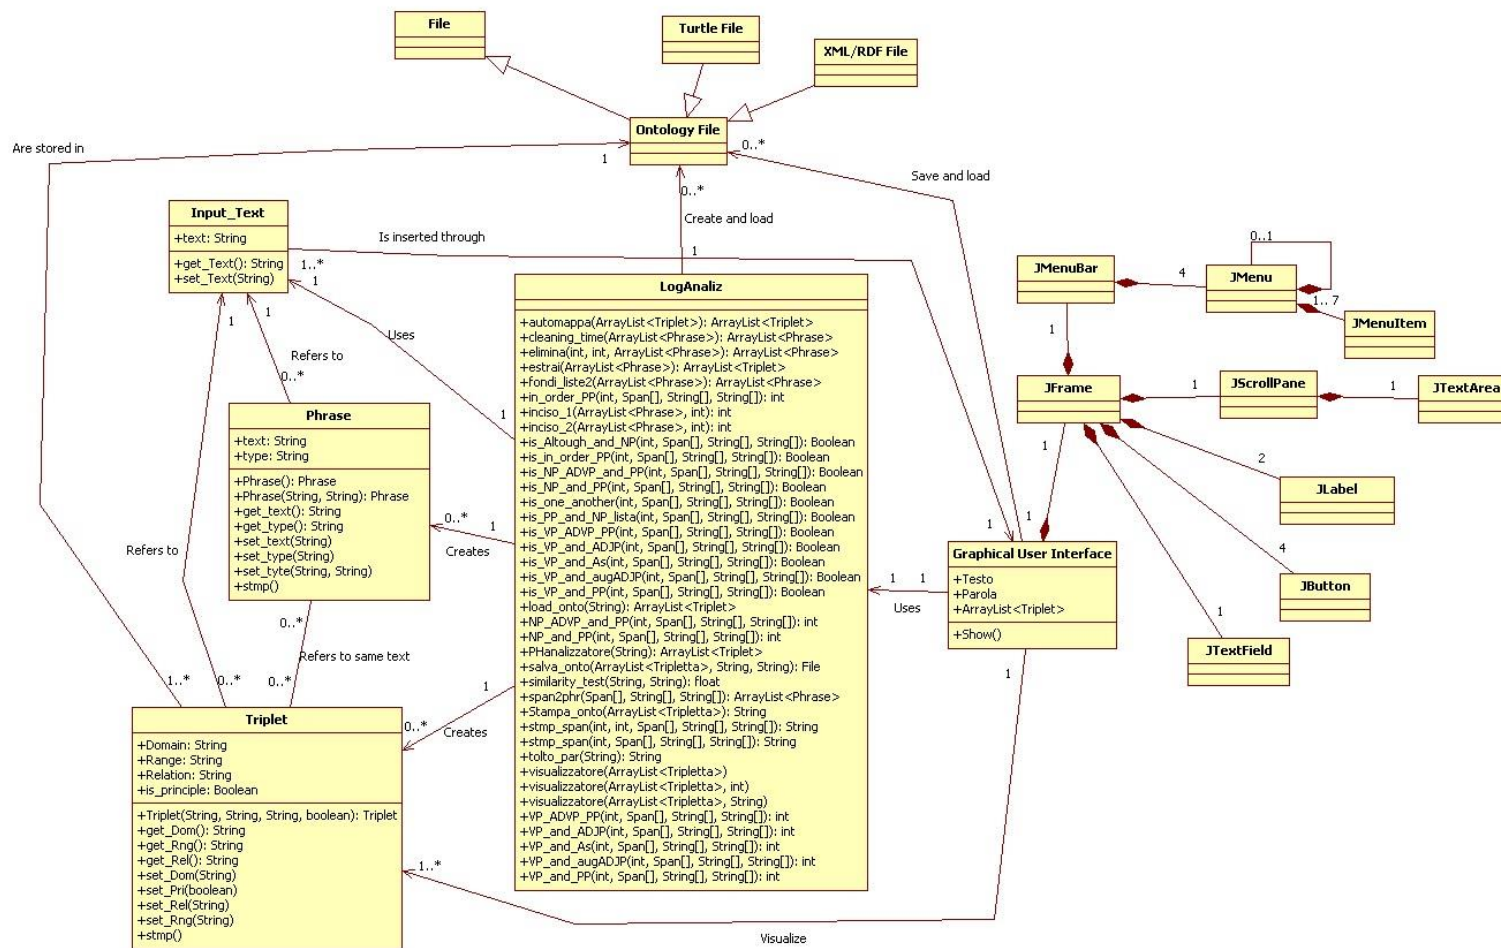 File
Turtle File
XML/RDF File
Ontology File
Are stored in
1
0..*
Save and load
0..*
Create and load
1
Input_Text
+text: String
+get_Text(): String
+set_Text(String)
Is inserted through
1..*
1
1
1
Uses
Refers to
0..*
Refers to
Phrase
+text: String
+type: String
+Phrase(): Phrase
+Phrase(String, String): Phrase
+get_text(): String
+get_type(): String
+set_text(String)
+set_type(String)
+set_tyte(String, String)
+stmp()
0..*
Refers to same text
0..*
0..*
1..*
Triplet
+Domain: String
+Range: String
+Relation: String
+is_principle: Boolean
+Triplet(String, String, String, boolean): Triplet
+get_Dom(): String
+get_Rng(): String
+get_Rel(): String
+set_Dom(String)
+set_Pri(boolean)
+set_Rel(String)
+set_Rng(String)
+stmp()
1
0..*
1
Creates
1
0..*
Creates
1..*
LogAnaliz
+automappa(ArrayList<Triplet>): ArrayList<Triplet>
+cleaning_time(ArrayList<Phrase>): ArrayList<Phrase>
+elimina(int, int, ArrayList<Phrase>): ArrayList<Phrase>
+estrai(ArrayList<Phrase>): ArrayList<Triplet>
+fondi_liste2(ArrayList<Phrase>): ArrayList<Phrase>
+in_order_PP(int, Span[], String[], String[]): int
+inciso_1(ArrayList<Phrase>, int): int
+inciso_2(ArrayList<Phrase>, int): int
+is_Altough_and_NP(int, Span[], String[], String[]): Boolean
+is_in_order_PP(int, Span[], String[], String[]): Boolean
+is_NP_ADVP_and_PP(int, Span[], String[], String[]): Boolean
+is_NP_and_PP(int, Span[], String[], String[]): Boolean
+is_one_another(int, Span[], String[], String[]): Boolean
+is_PP_and_NP_lista(int, Span[], String[], String[]): Boolean
+is_VP_ADVP_PP(int, Span[], String[], String[]): Boolean
+is_VP_and_ADJP(int, Span[], String[], String[]): Boolean
+is_VP_and_As(int, Span[], String[], String[]): Boolean
+is_VP_and_augADJP(int, Span[], String[], String[]): Boolean
+is_VP_and_PP(int, Span[], String[], String[]): Boolean
+load_onto(String): ArrayList<Triplet>
+NP_ADVP_and_PP(int, Span[], String[], String[]): int
+NP_and_PP(int, Span[], String[], String[]): int
+PHanalizzatore(String): ArrayList<Triplet>
+salva_onto(ArrayList<Tripletta>, String, String): File
+similarity_test(String, String): float
+span2phr(Span[], String[], String[]): ArrayList<Phrase>
+Stampa_onto(ArrayList<Tripletta>): String
+stmp_span(int, int, Span[], String[], String[]): String
+stmp_span(int, Span[], String[], String[]): String
+tolto_par(String): String
+visualizzatore(ArrayList<Tripletta>)
+visualizzatore(ArrayList<Tripletta>, int)
+visualizzatore(ArrayList<Tripletta>, String)
+VP_ADVP_PP(int, Span[], String[], String[]): int
+VP_and_ADJP(int, Span[], String[], String[]): int
+VP_and_As(int, Span[], String[], String[]): int
+VP_and_augADJP(int, Span[], String[], String[]): int
+VP_and_PP(int, Span[], String[], String[]): int
1
1
Uses
1
1
Graphical User Interface
+Testo
+Parola
+ArrayList<Triplet>
+Show()
1
Visualize
JMenuBar
4
0..1
JMenu
1..7
JMenuItem
1
JFrame
1
JScrollPane
1
JTextArea
1
2
JLabel
4
JButton
1
JTextField